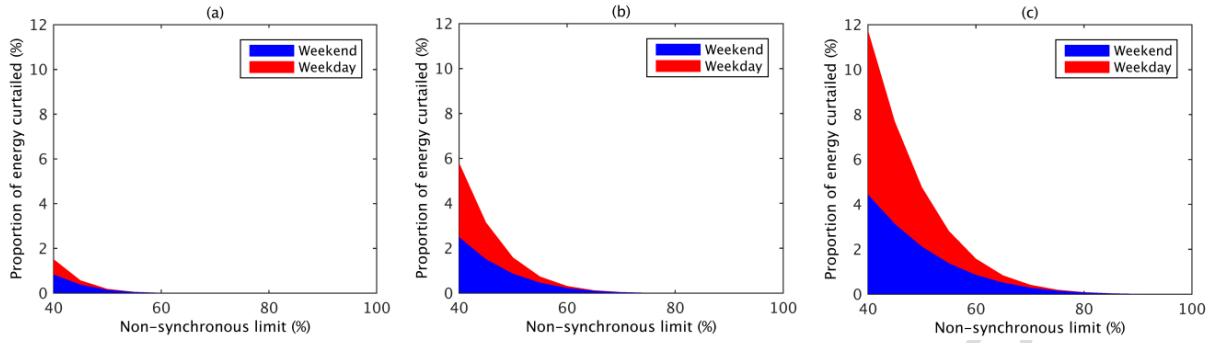 (a)
Proportion of energy curtailed (%)
12
10
8
6
4
2
0
Weekend
Weekday
40
60
80
100
Non-synchronous limit (%)
(b)
Proportion of energy curtailed (%)
12
10
8
6
4
2
0
Weekend
Weekday
40
60
80
100
Non-synchronous limit (%)
(c)
Proportion of energy curtailed (%)
12
10
8
6
4
2
0
Weekend
Weekday
40
60
80
100
Non-synchronous limit (%)